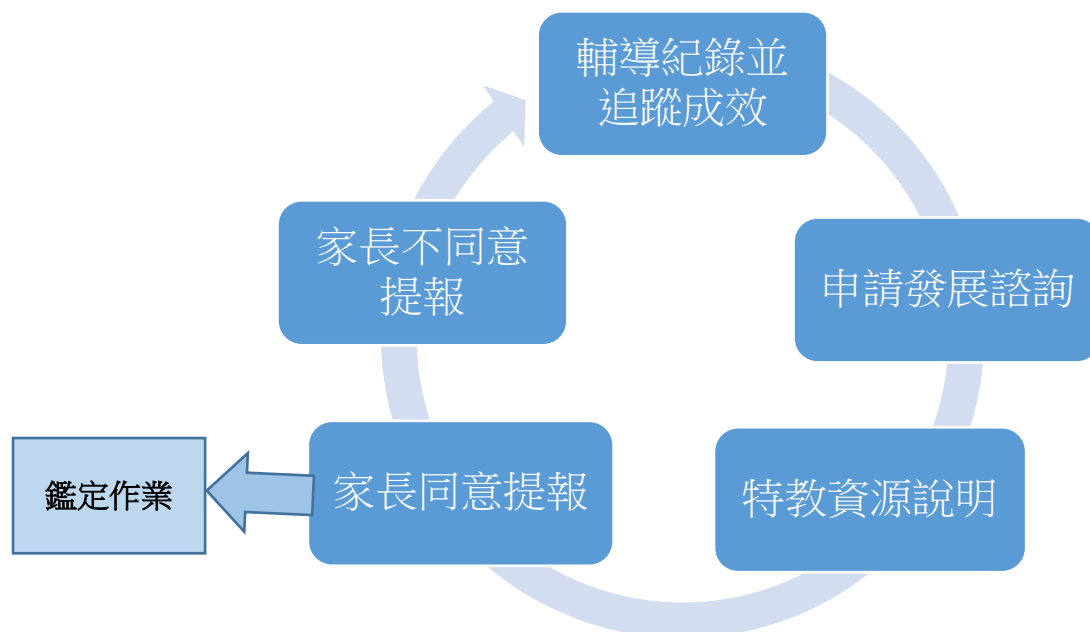 輔導紀錄並
追蹤成效
申請發展諮詢
特教資源說明
家長同意提報
家長不同意
提報
鑑定作業